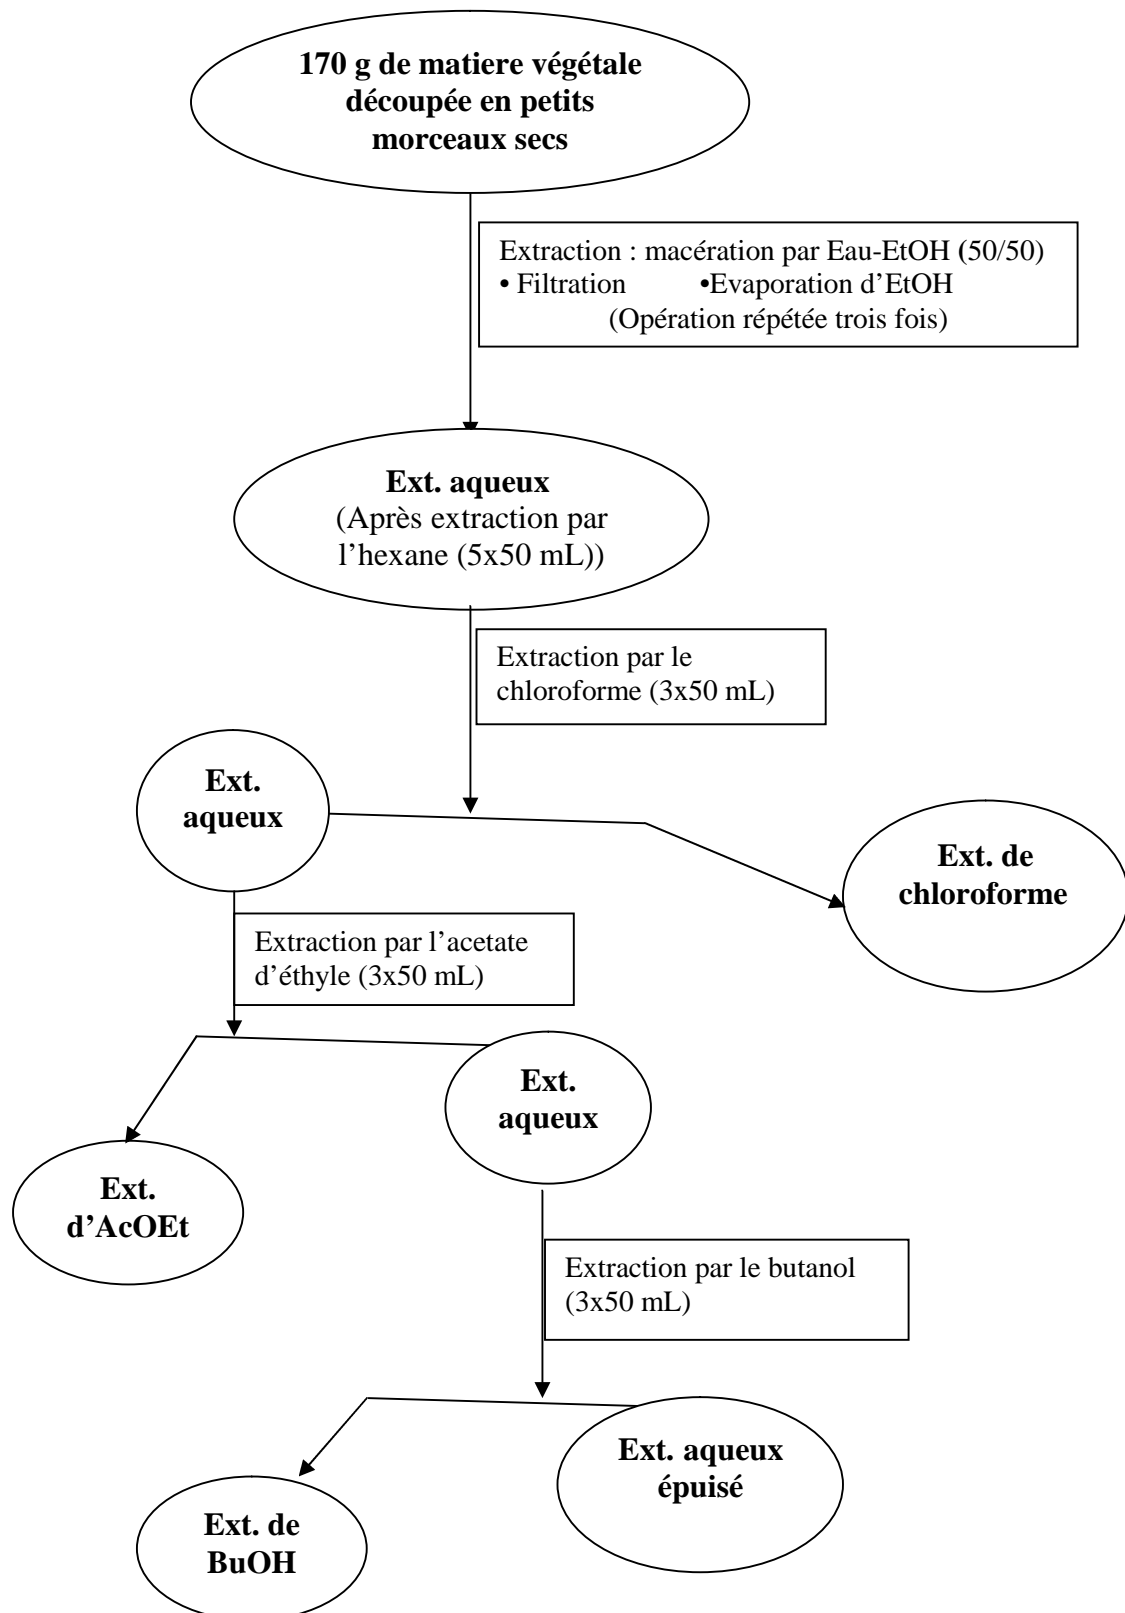 170 g de matiere végétale
découpée en petits
morceaux secs
Extraction : macération par Eau-EtOH (50/50)
• Filtration •Evaporation d’EtOH
(Opération répétée trois fois)
Ext. aqueux
(Après extraction par
l’hexane (5x50 mL))
Extraction par le
chloroforme (3x50 mL)
Ext.
aqueux
Ext. de
chloroforme
Extraction par l’acetate
d’éthyle (3x50 mL)
Ext.
aqueux
Ext.
d’AcOEt
Extraction par le butanol
(3x50 mL)
Ext. aqueux
épuisé
Ext. de
BuOH